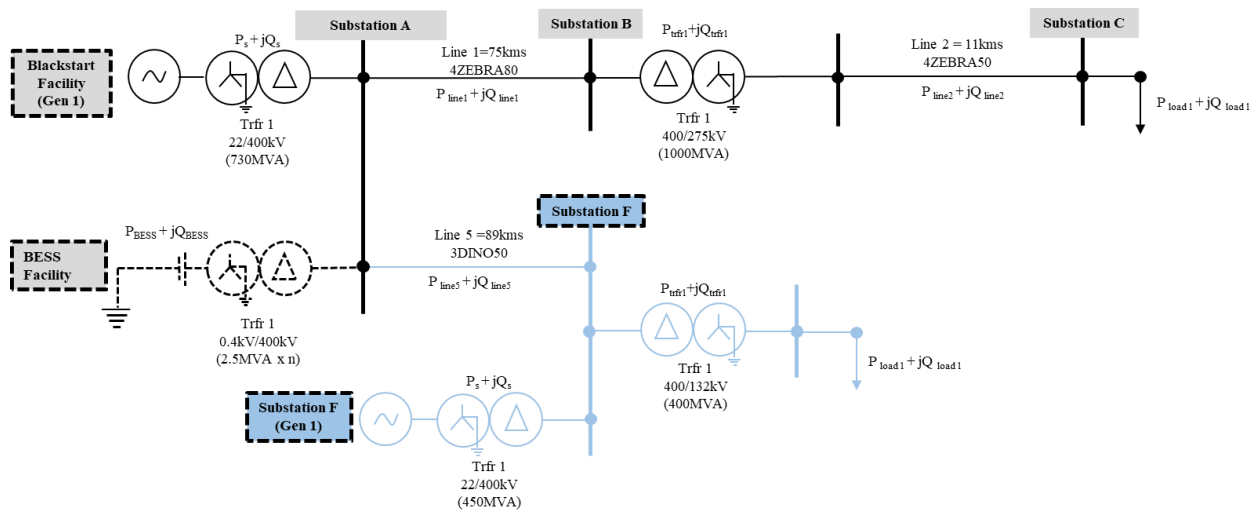 Substation A
Substation B
Substation C
Blackstart
Facility
(Gen 1)
Ps + jQs
Trfr 1
22/400kV
(730MVA)
Line 1=75kms
4ZEBRA80
P line1 + jQ line1
Ptrfr1+jQtrfr1
Trfr 1
400/275kV
(1000MVA)
Line 2 = 11kms
4ZEBRA50
P line2 + jQ line2
P load 1 + jQ load 1
BESS
Facility
PBESS + jQBESS
Trfr 1
0.4kV/400kV
(2.5MVA x n)
Substation F
Line 5 =89kms
3DINO50
P line5 + jQ line5
Ptrfr1+jQtrfr1
Trfr 1
400/132kV
(400MVA)
P load 1 + jQ load 1
Substation F
(Gen 1)
Ps + jQs
Trfr 1
22/400kV
(450MVA)